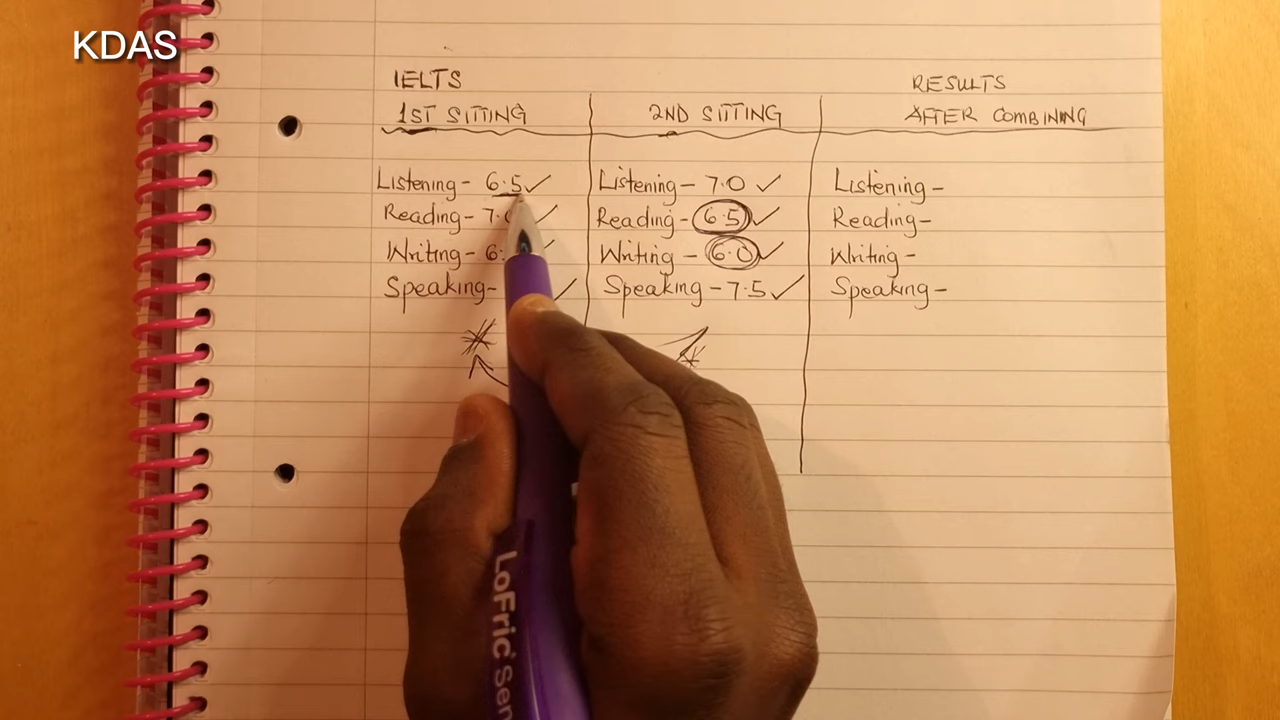 KDAS
IELTS
1ST SITTING
Listening - 6.5 ✓
Reading - 7.
Writing - 6.
Speaking - ✓
2ND SITTING
Listening - 7.0 ✓
Reading - 6.5 ✓
Writing - 6.0 ✓
Speaking - 7.5 ✓
RESULTS
AFTER COMBINING
Listening -
Reading -
Writing -
Speaking -
LoFric Sen